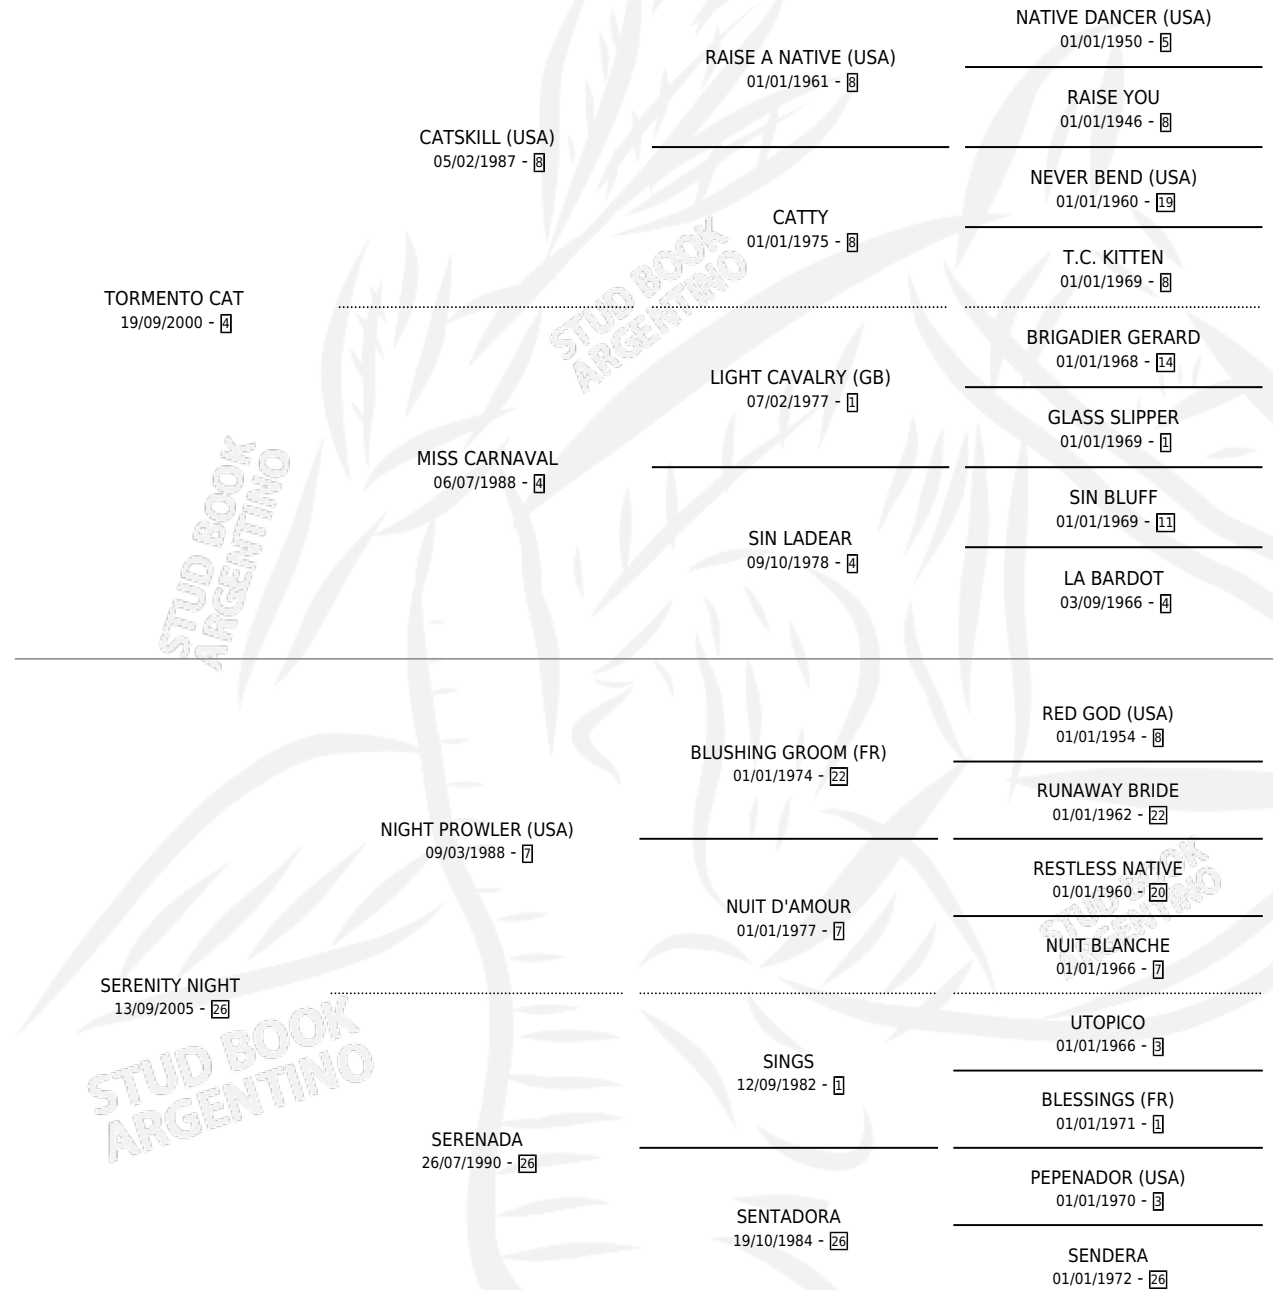 NATIVE DANCER (USA)
01/01/1950 - 5
RAISE A NATIVE (USA)
01/01/1961 - 8
RAISE YOU
01/01/1946 - 8
CATSKILL (USA)
05/02/1987 - 8
NEVER BEND (USA)
01/01/1960 - 19
CATTY
01/01/1975 - 8
T.C. KITTEN
01/01/1969 - 8
TORMENTO CAT
19/09/2000 - 4
BRIGADIER GERARD
01/01/1968 - 14
LIGHT CAVALRY (GB)
07/02/1977 - 1
GLASS SLIPPER
01/01/1969 - 1
MISS CARNAVAL
06/07/1988 - 4
SIN BLUFF
01/01/1969 - 11
SIN LADEAR
09/10/1978 - 4
LA BARDOT
03/09/1966 - 4
RED GOD (USA)
01/01/1954 - 8
BLUSHING GROOM (FR)
01/01/1974 - 22
RUNAWAY BRIDE
01/01/1962 - 22
NIGHT PROWLER (USA)
09/03/1988 - 7
RESTLESS NATIVE
01/01/1960 - 20
NUIT D'AMOUR
01/01/1977 - 7
NUIT BLANCHE
01/01/1966 - 7
SERENITY NIGHT
13/09/2005 - 26
UTOPICO
01/01/1966 - 3
SINGS
12/09/1982 - 1
BLESSINGS (FR)
01/01/1971 - 1
SERENADA
26/07/1990 - 26
PEPENADOR (USA)
01/01/1970 - 3
SENTADORA
19/10/1984 - 26
SENDERA
01/01/1972 - 26
STUD BOOK
ARGENTINO
STUD BOOK
ARGENTINO
STUD BOOK
ARGENTINO
STUD BOOK
ARGENTINO